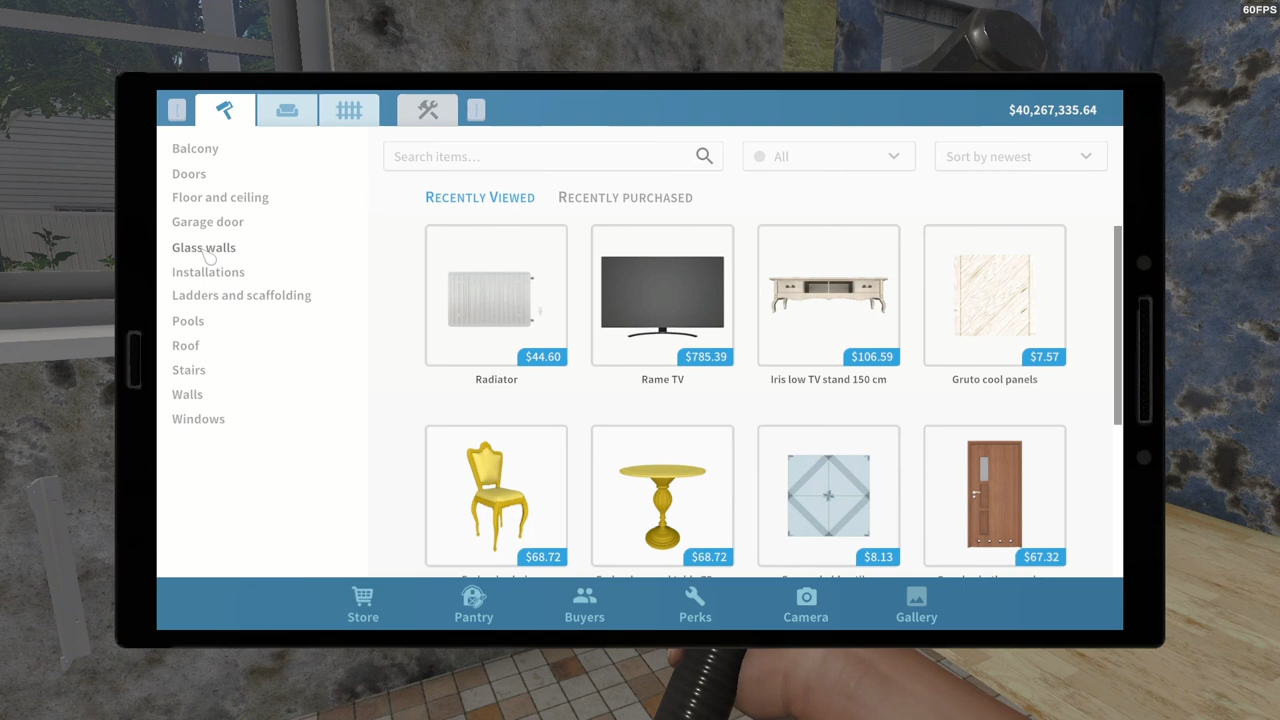 60FPS
$40,267,335.64
Balcony
Doors
Floor and ceiling
Garage door
Glass walls
Installations
Ladders and scaffolding
Pools
Roof
Stairs
Walls
Windows
Search items...
All
Sort by newest
RECENTLY VIEWED
RECENTLY PURCHASED
$44.60
$785.39
$106.59
$7.57
Radiator
Rame TV
Iris low TV stand 150 cm
Gruto cool panels
$68.72
$68.72
$8.13
$67.32
Store
Pantry
Buyers
Perks
Camera
Gallery